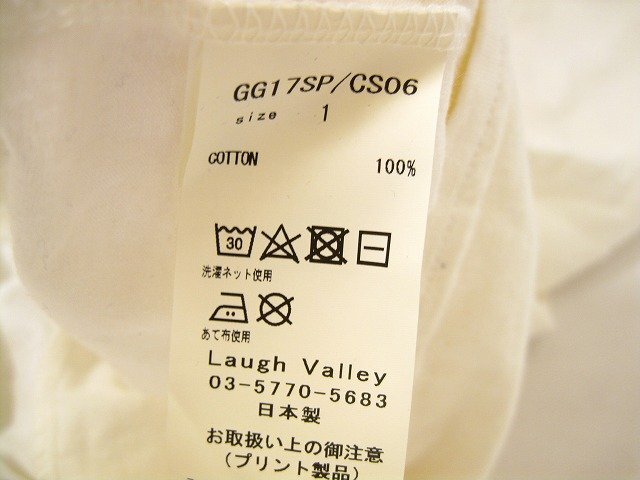 GG17SP/CS06
size 1
COTTON 100%
30
洗濯ネット使用
あて布使用
Laugh Valley
03-5770-5683
日本製
お取扱い上の御注意
(プリント製品)